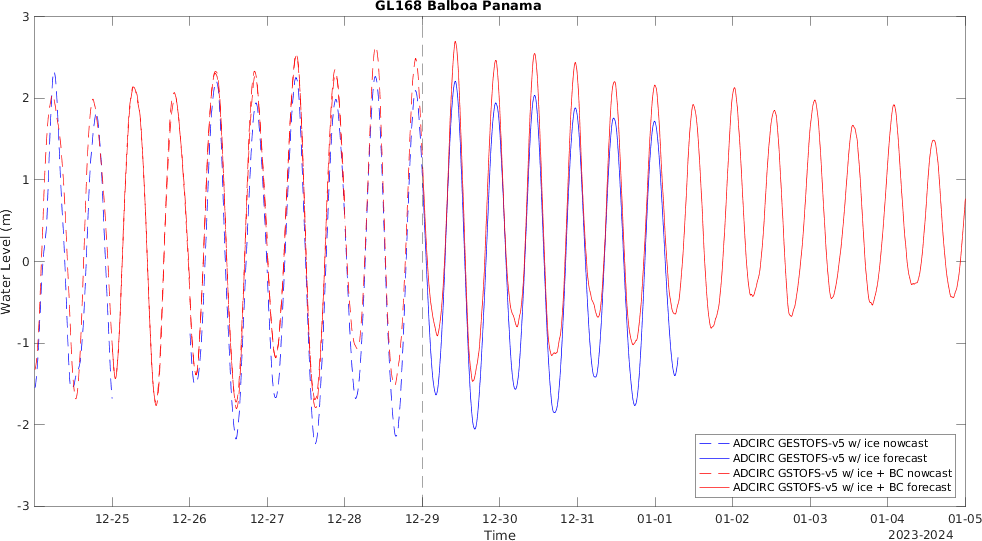 GL168 Balboa Panama
3
2
1
0
-1
-2
-3
Water Level (m)
12-25
12-26
12-27
12-28
12-29
12-30
12-31
01-01
01-02
01-03
01-04
01-05
Time
2023-2024
ADCIRC GESTOFS-v5 w/ ice nowcast
ADCIRC GESTOFS-v5 w/ ice forecast
ADCIRC GSTOFS-v5 w/ ice + BC nowcast
ADCIRC GSTOFS-v5 w/ ice + BC forecast